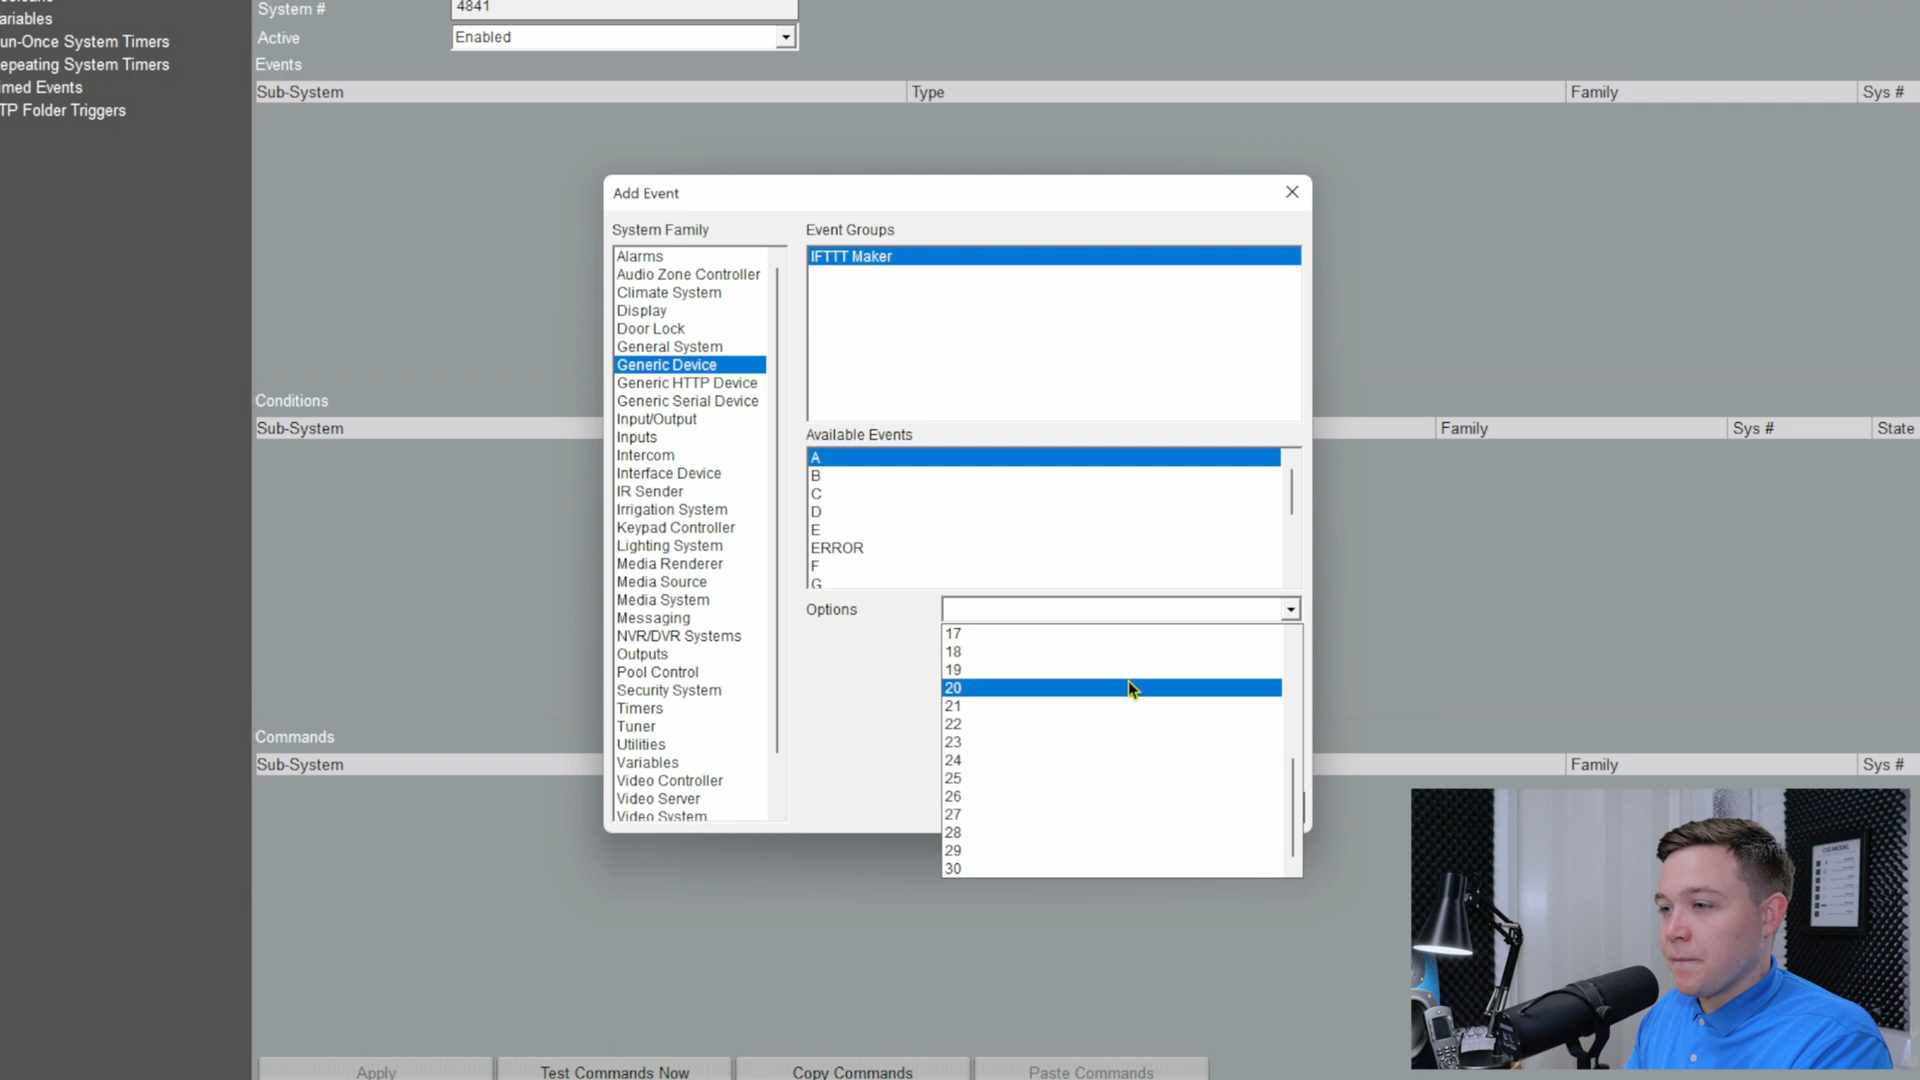 System #
4841
Active
Enabled
ariables
un-Once System Timers
epeating System Timers
imed Events
TP Folder Triggers
Events
Sub-System
Type
Family
Sys #
Add Event
System Family
Alarms
Audio Zone Controller
Climate System
Display
Door Lock
General System
Generic Device
Generic HTTP Device
Generic Serial Device
Input/Output
Inputs
Intercom
Interface Device
IR Sender
Irrigation System
Keypad Controller
Lighting System
Media Renderer
Media Source
Media System
Messaging
NVR/DVR Systems
Outputs
Pool Control
Security System
Timers
Tuner
Utilities
Variables
Video Controller
Video Server
Video System
Event Groups
IFTTT Maker
Available Events
A
B
C
D
E
ERROR
F
G
Options
17
18
19
20
21
22
23
24
25
26
27
28
29
30
Conditions
Sub-System
Family
Sys #
State
Commands
Sub-System
Family
Sys #
Apply
Test Commands Now
Copy Commands
Paste Commands